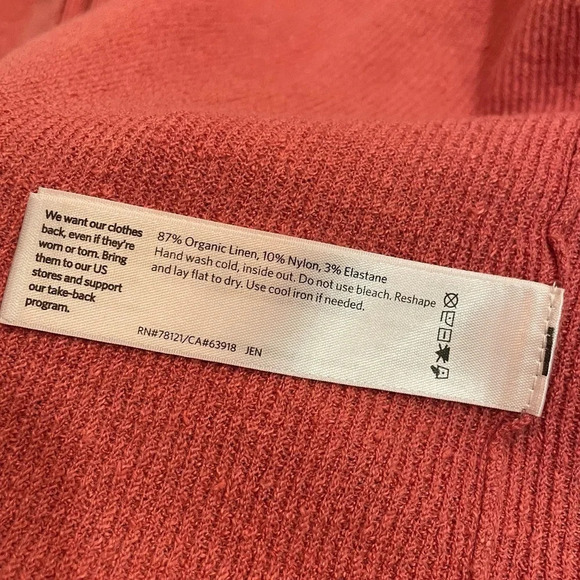 We want our clothes
back, even if they're
worn or torn. Bring
them to our US
stores and support
our take-back
program.
87% Organic Linen, 10% Nylon, 3% Elastane
Hand wash cold, inside out. Do not use bleach. Reshape
and lay flat to dry. Use cool iron if needed.
RN#78121/CA#63918 JEN